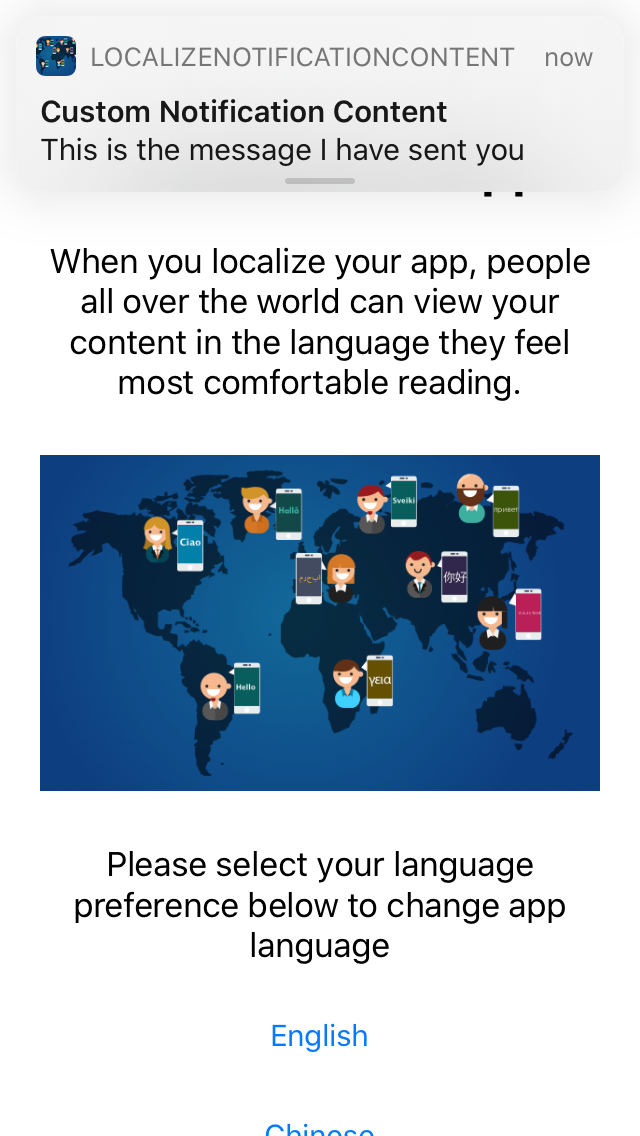 LOCALIZENOTIFICATIONCONTENT now
Custom Notification Content
This is the message I have sent you
When you localize your app, people
all over the world can view your
content in the language they feel
most comfortable reading.
Hallå
Sveiki
привет
Ciao
你好
Hello
γεια
Please select your language
preference below to change app
language
English
Chinese